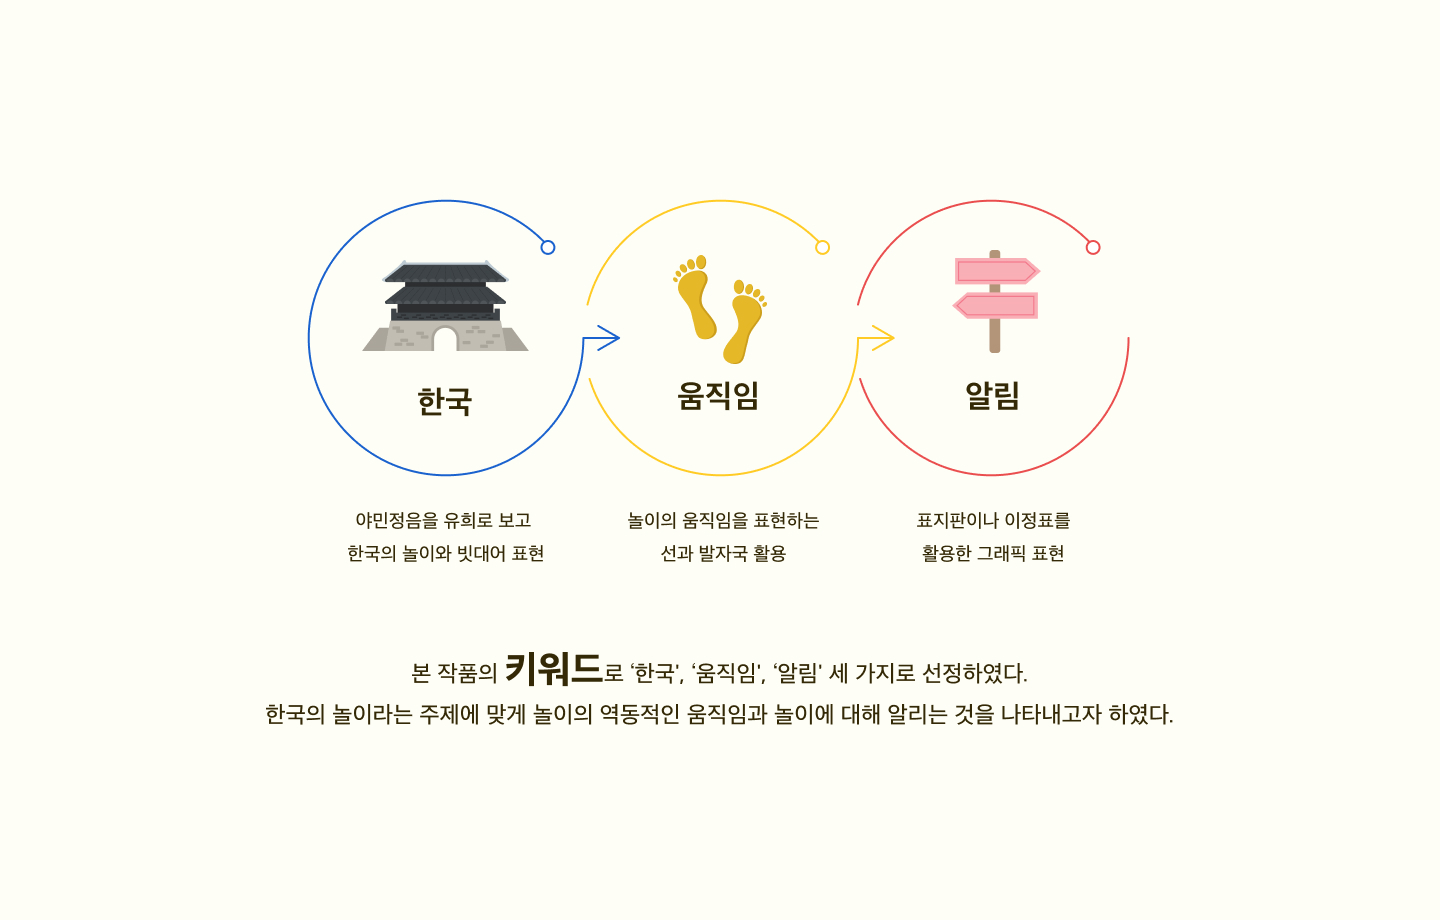 한국
움직임
알림
야민정음을 유희로 보고
한국의 놀이와 빗대어 표현
놀이의 움직임을 표현하는
선과 발자국 활용
표지판이나 이정표를
활용한 그래픽 표현
본 작품의 키워드로 ‘한국', ‘움직임', ‘알림' 세 가지로 선정하였다.
한국의 놀이라는 주제에 맞게 놀이의 역동적인 움직임과 놀이에 대해 알리는 것을 나타내고자 하였다.